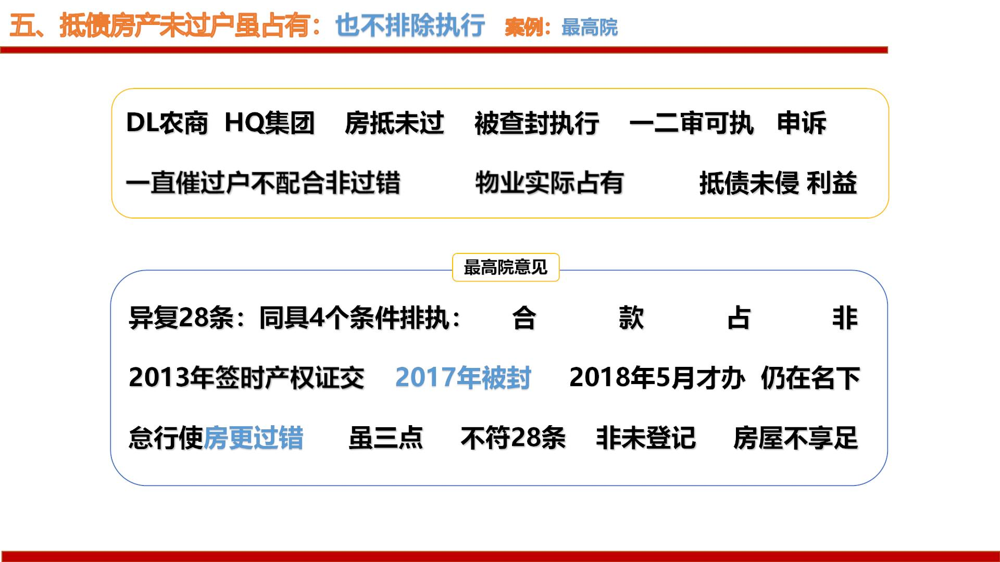 五、抵债房产未过户虽占有：也不排除执行 案例：最高院
DL农商 HQ集团 房抵未过 被查封执行 一二审可执 申诉
一直催过户不配合非过错 物业实际占有 抵债未侵 利益
最高院意见
异复28条：同具4个条件排执： 合 款 占 非
2013年签时产权证交 2017年被封 2018年5月才办 仍在名下
怠行使房更过错 虽三点 不符28条 非未登记 房屋不享足